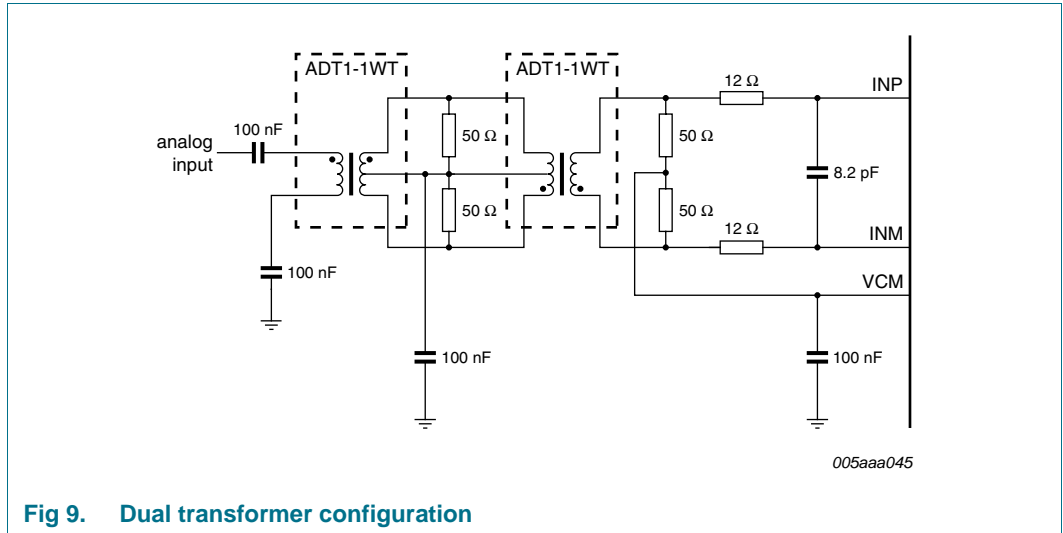 ADT1-1WT
ADT1-1WT
12 Ω
INP
100 nF
analog
input
50 Ω
50 Ω
8.2 pF
50 Ω
50 Ω
12 Ω
INM
100 nF
VCM
100 nF
100 nF
005aaa045
Fig 9. Dual transformer configuration